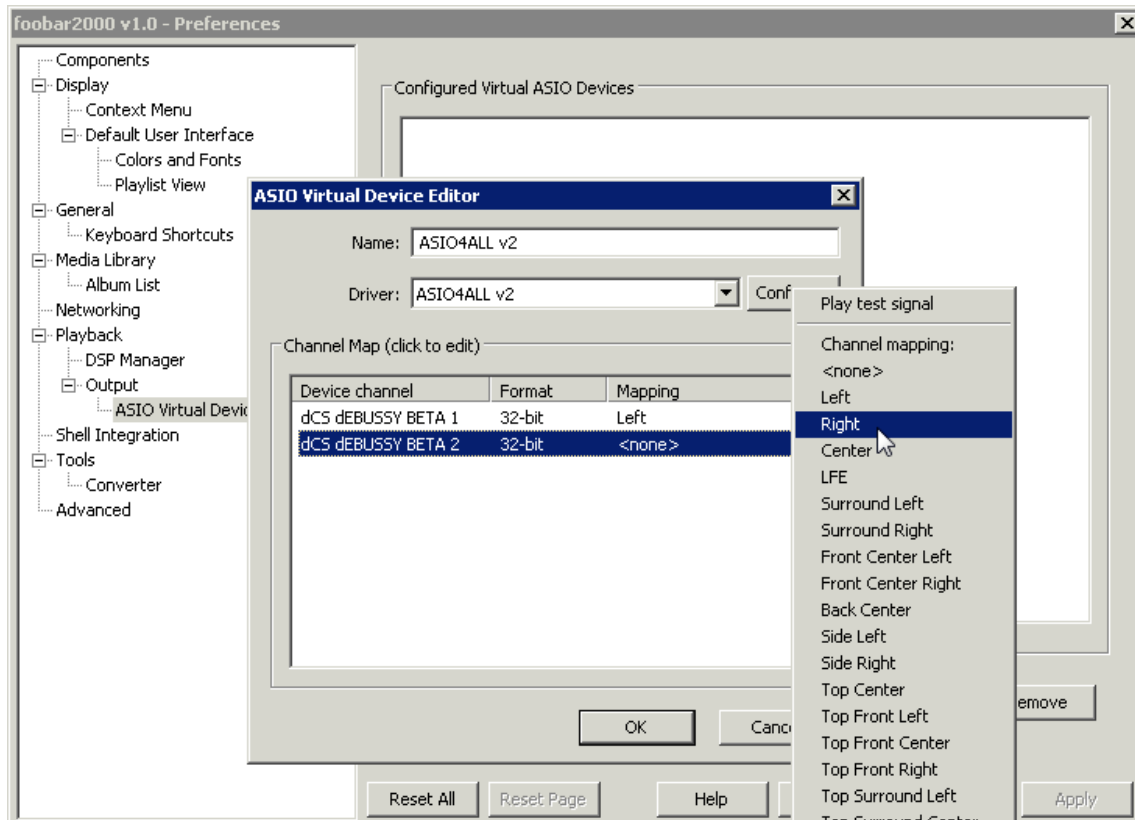 foobar2000 v1.0 - Preferences
Components
Display
Context Menu
Default User Interface
Colors and Fonts
Playlist View
General
Keyboard Shortcuts
Media Library
Album List
Networking
Playback
DSP Manager
Output
ASIO Virtual Devic
Shell Integration
Tools
Converter
Advanced
Configured Virtual ASIO Devices
ASIO Virtual Device Editor
Name: ASIO4ALL v2
Driver: ASIO4ALL v2 Conf
Channel Map (click to edit)
Device channel Format Mapping
dCS dEBUSSY BETA 1 32-bit Left
dCS dEBUSSY BETA 2 32-bit <none>
OK Canc
Play test signal
Channel mapping:
<none>
Left
Right
Center
LFE
Surround Left
Surround Right
Front Center Left
Front Center Right
Back Center
Side Left
Side Right
Top Center
Top Front Left
Top Front Center
Top Front Right
Top Surround Left
Top Surround Center
emove
Reset All Reset Page Help Apply